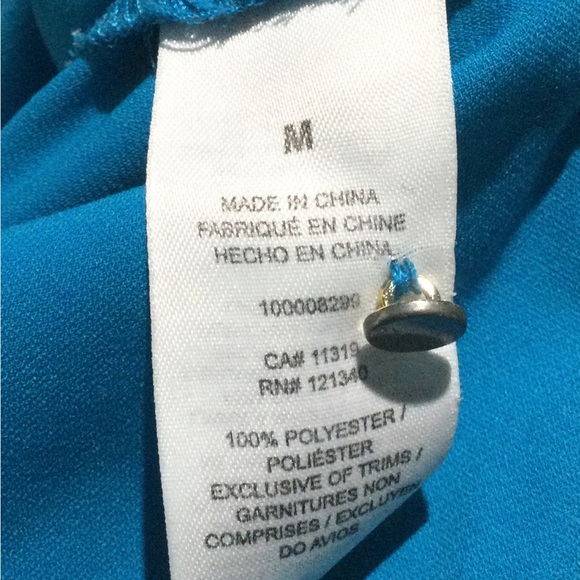 M
MADE IN CHINA
FABRIQUÉ EN CHINE
HECHO EN CHINA
100008299
CA# 11319
RN# 121340
100% POLYESTER /
POLIÉSTER
EXCLUSIVE OF TRIMS /
GARNITURES NON
COMPRISES / EXCLUYEN
DO AVIOS